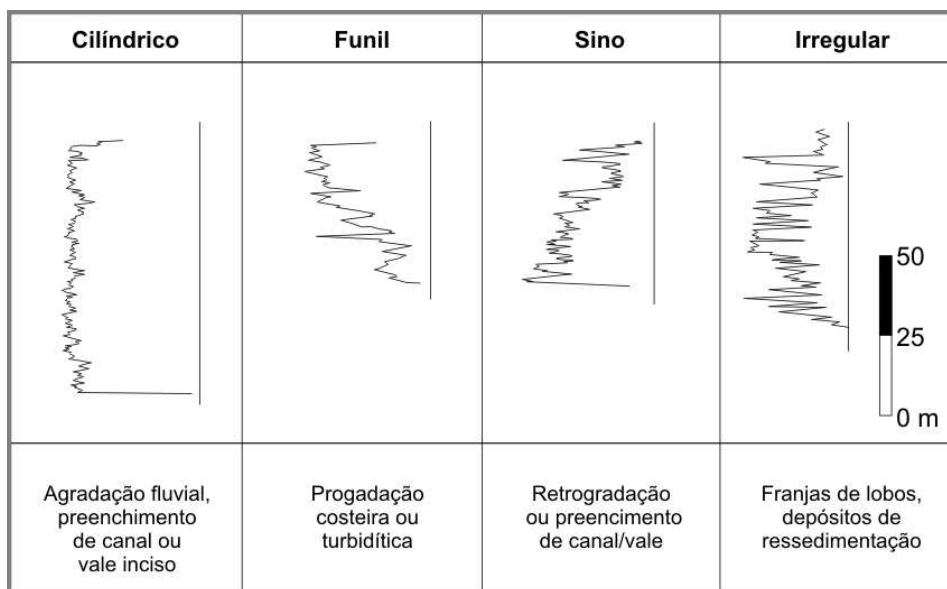 Cilíndrico
Funil
Sino
Irregular
50
25
0 m
Agradação fluvial,
preenchimento
de canal ou
vale inciso
Progadação
costeira ou
turbidítica
Retrogradação
ou preencimento
de canal/vale
Franjas de lobos,
depósitos de
ressedimentação